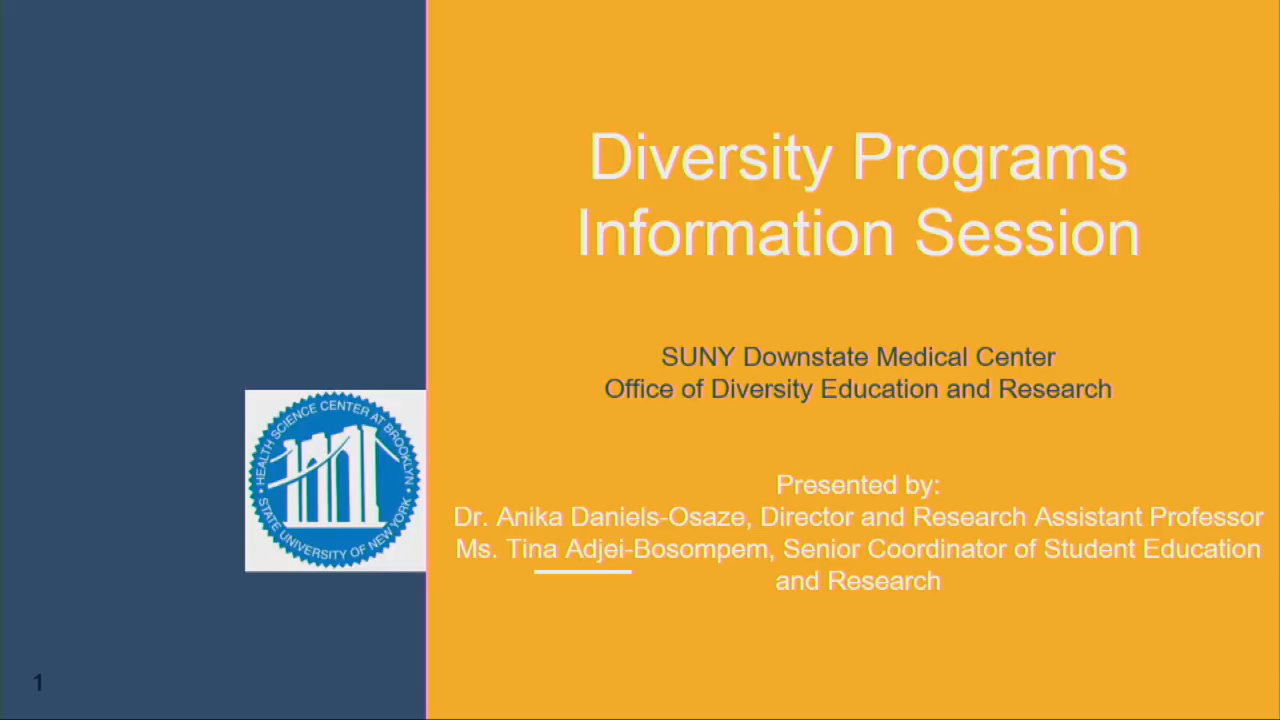 Diversity Programs
Information Session
SUNY Downstate Medical Center
Office of Diversity Education and Research
HEALTH SCIENCE CENTER AT BROOKLYN
STATE UNIVERSITY OF NEW YORK
Presented by:
Dr. Anika Daniels-Osaze, Director and Research Assistant Professor
Ms. Tina Adjei-Bosompem, Senior Coordinator of Student Education
and Research
1